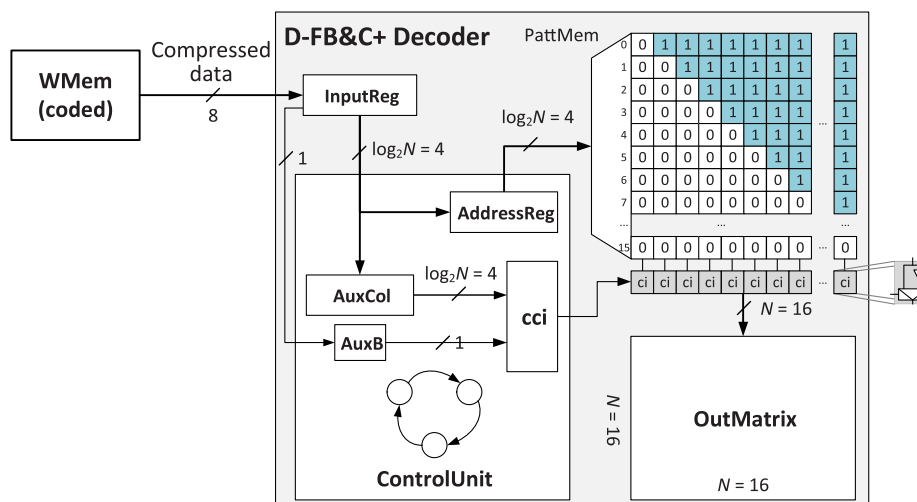 D-FB&C+ Decoder
PattMem
WMem
(coded)
Compressed
data
8
InputReg
1
log2N = 4
log2N = 4
AddressReg
AuxCol
log2N = 4
AuxB
1
cci
ControlUnit
0 0 1 1 1 1 1 1 1 1
1 0 0 1 1 1 1 1 1 1
2 0 0 0 1 1 1 1 1 1
3 0 0 0 0 1 1 1 1 1
4 0 0 0 0 0 1 1 1 ... 1
5 0 0 0 0 0 0 1 1 1
6 0 0 0 0 0 0 0 1 1
7 0 0 0 0 0 0 0 0 1
... ... ...
15 0 0 0 0 0 0 0 0 ... 0
ci ci ci ci ci ci ci ci ... ci
N = 16
N = 16
OutMatrix
N = 16